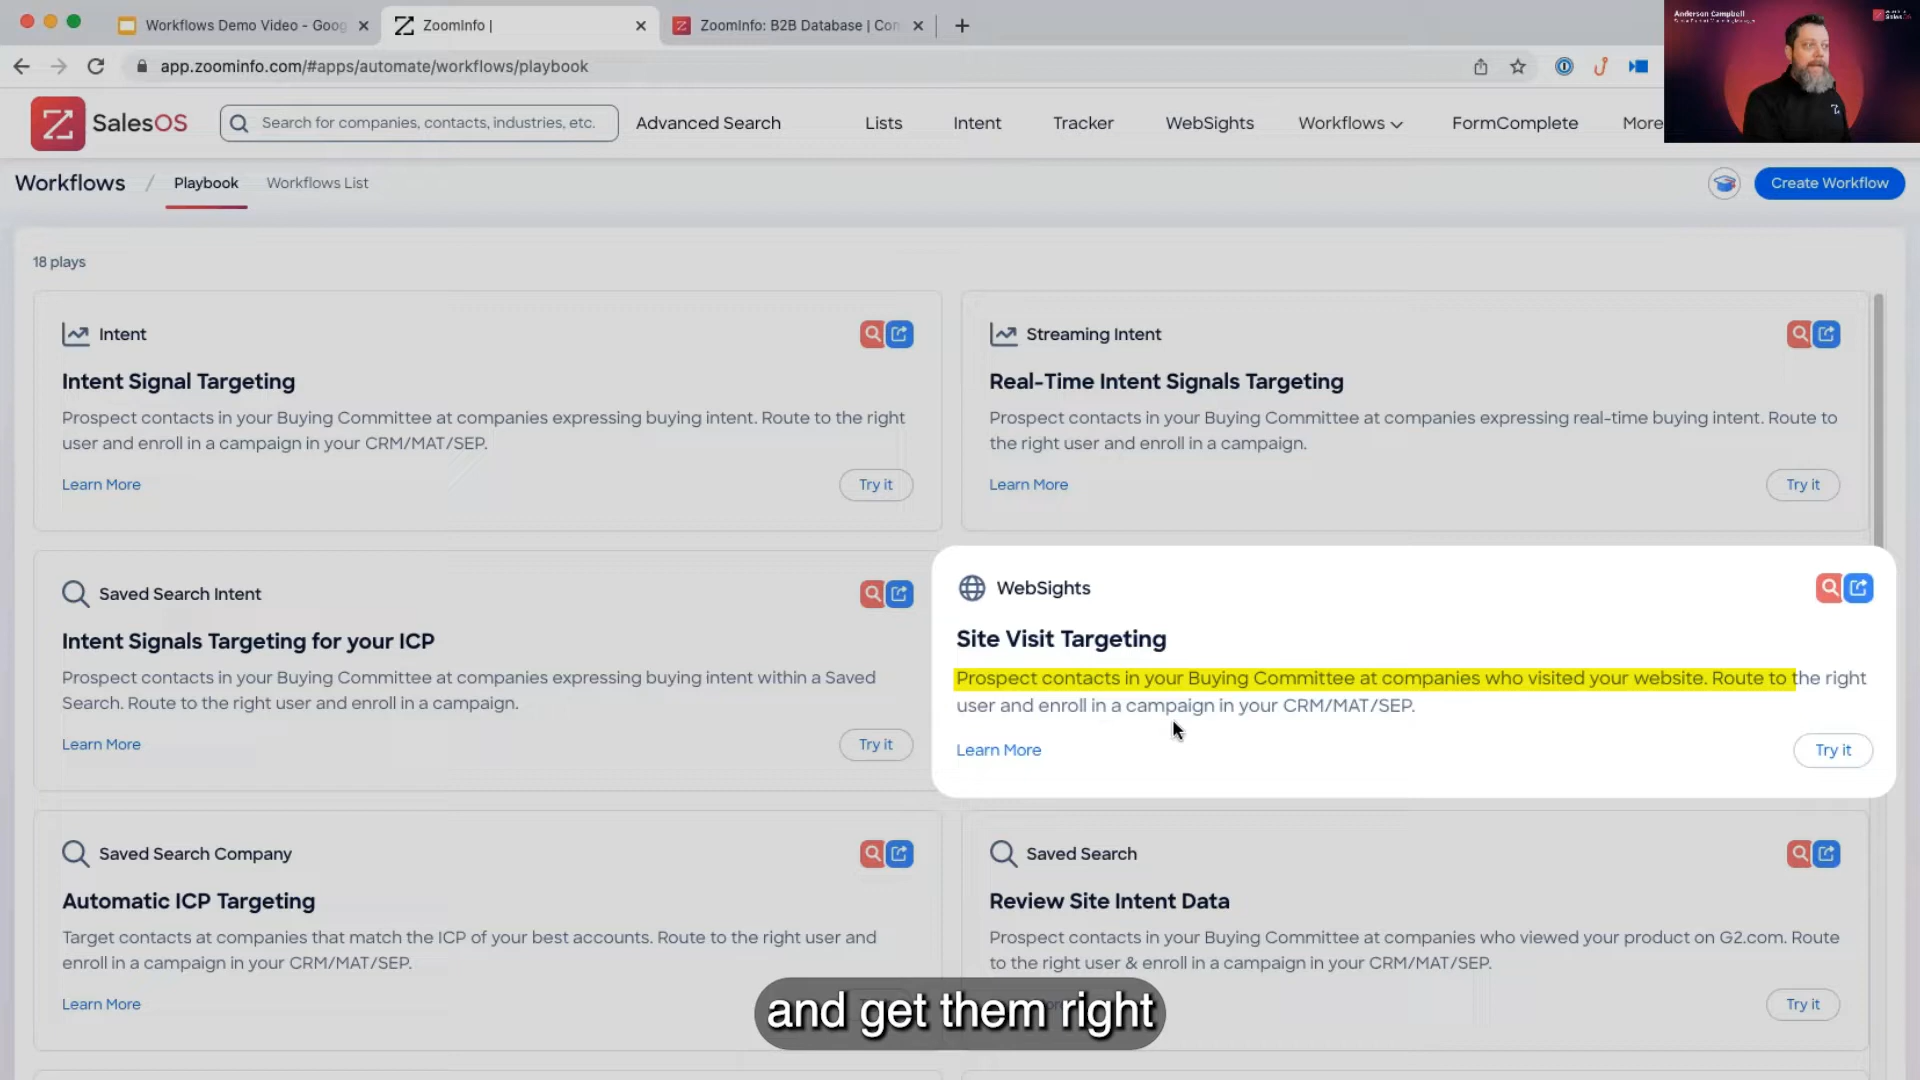 Workflows Demo Video - Goog
ZoomInfo |
ZoomInfo: B2B Database | Con
app.zoominfo.com/#apps/automate/workflows/playbook
Anderson Campbell
SalesOS
Search for companies, contacts, industries, etc.
Advanced Search
Lists
Intent
Tracker
WebSights
Workflows
FormComplete
More
Workflows / Playbook
Workflows List
Create Workflow
18 plays
Intent
Intent Signal Targeting
Prospect contacts in your Buying Committee at companies expressing buying intent. Route to the right
user and enroll in a campaign in your CRM/MAT/SEP.
Learn More
Try it
Streaming Intent
Real-Time Intent Signals Targeting
Prospect contacts in your Buying Committee at companies expressing real-time buying intent. Route to
the right user and enroll in a campaign.
Learn More
Try it
Saved Search Intent
Intent Signals Targeting for your ICP
Prospect contacts in your Buying Committee at companies expressing buying intent within a Saved
Search. Route to the right user and enroll in a campaign.
Learn More
Try it
WebSights
Site Visit Targeting
Prospect contacts in your Buying Committee at companies who visited your website. Route to the right
user and enroll in a campaign in your CRM/MAT/SEP.
Learn More
Try it
Saved Search Company
Automatic ICP Targeting
Target contacts at companies that match the ICP of your best accounts. Route to the right user and
enroll in a campaign in your CRM/MAT/SEP.
Learn More
Saved Search
Review Site Intent Data
Prospect contacts in your Buying Committee at companies who viewed your product on G2.com. Route
to the right user & enroll in a campaign in your CRM/MAT/SEP.
Try it
and get them right